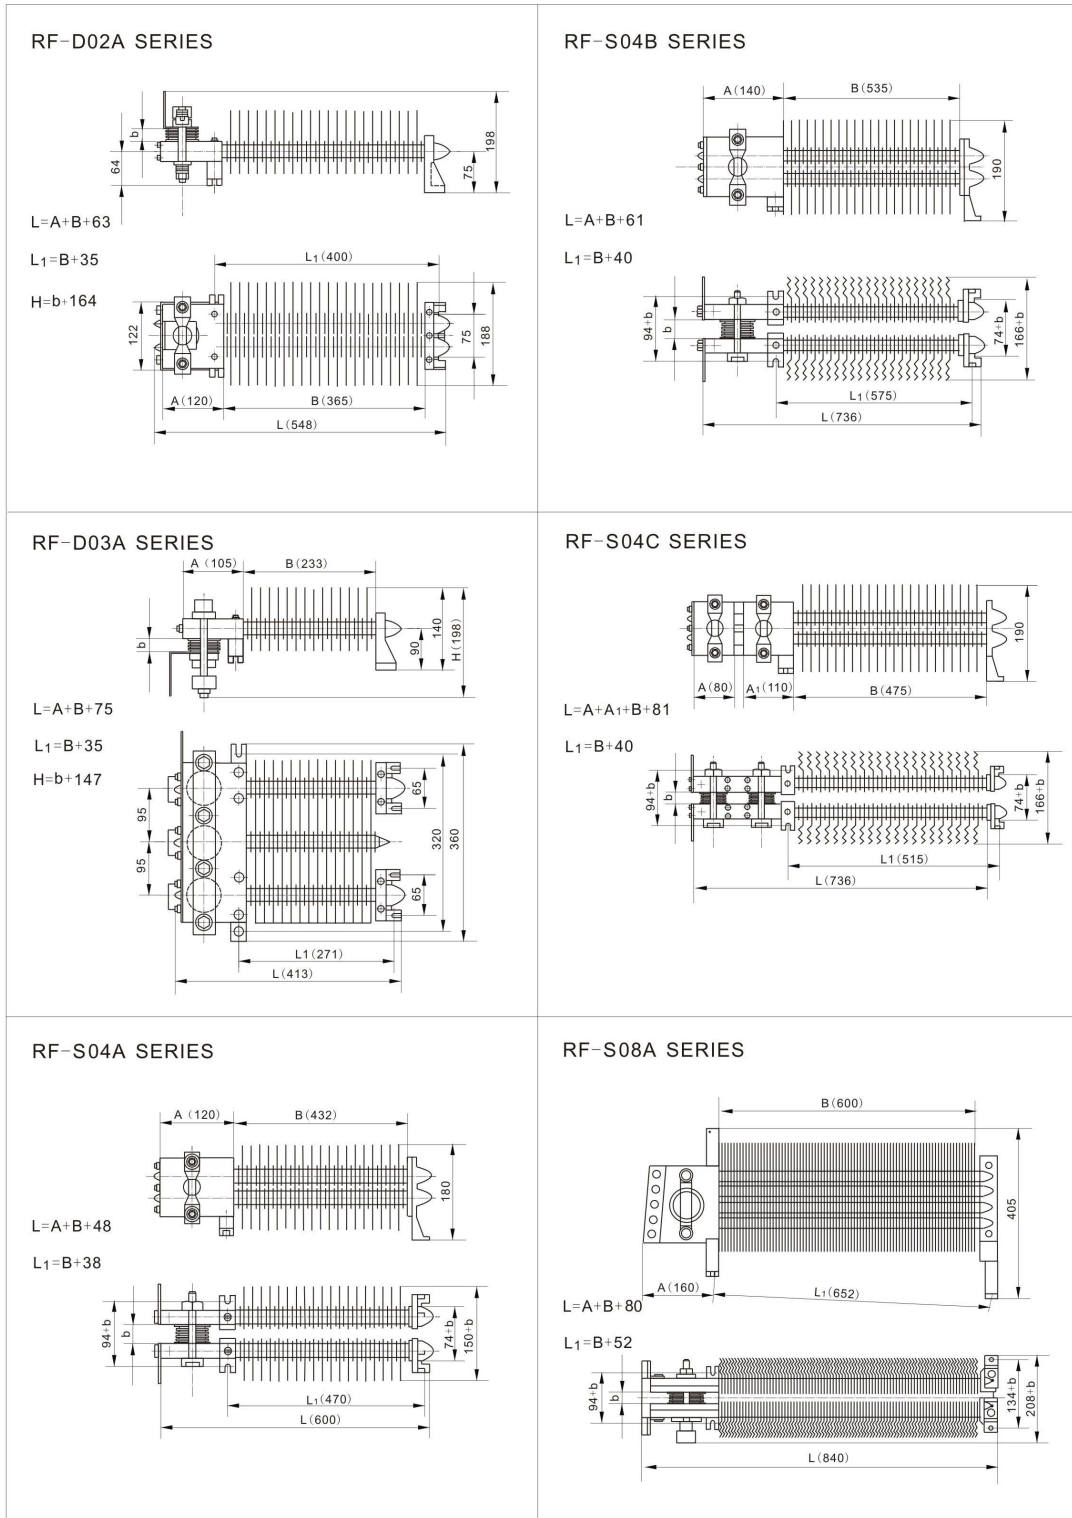 RF-D02A SERIES
b
64
198
75
L=A+B+63
L1=B+35
H=b+164
L1(400)
122
75
188
A(120)
B(365)
L(548)
RF-S04B SERIES
A(140)
B(535)
190
L=A+B+61
L1=B+40
94+b
b
74+b
166+b
L1(575)
L(736)
RF-D03A SERIES
A (105)
B(233)
b
90
140
H(198)
L=A+B+75
L1=B+35
H=b+147
95
95
65
65
320
360
L1(271)
L(413)
RF-S04C SERIES
190
A(80)
A1(110)
B(475)
L=A+A1+B+81
L1=B+40
94+b
b
74+b
166+b
L1(515)
L(736)
RF-S04A SERIES
A (120)
B(432)
180
L=A+B+48
L1=B+38
94+b
b
74+b
150+b
L1(470)
L(600)
RF-S08A SERIES
B(600)
405
A(160)
L1(652)
L=A+B+80
L1=B+52
94+b
b
134+b
208+b
L(840)